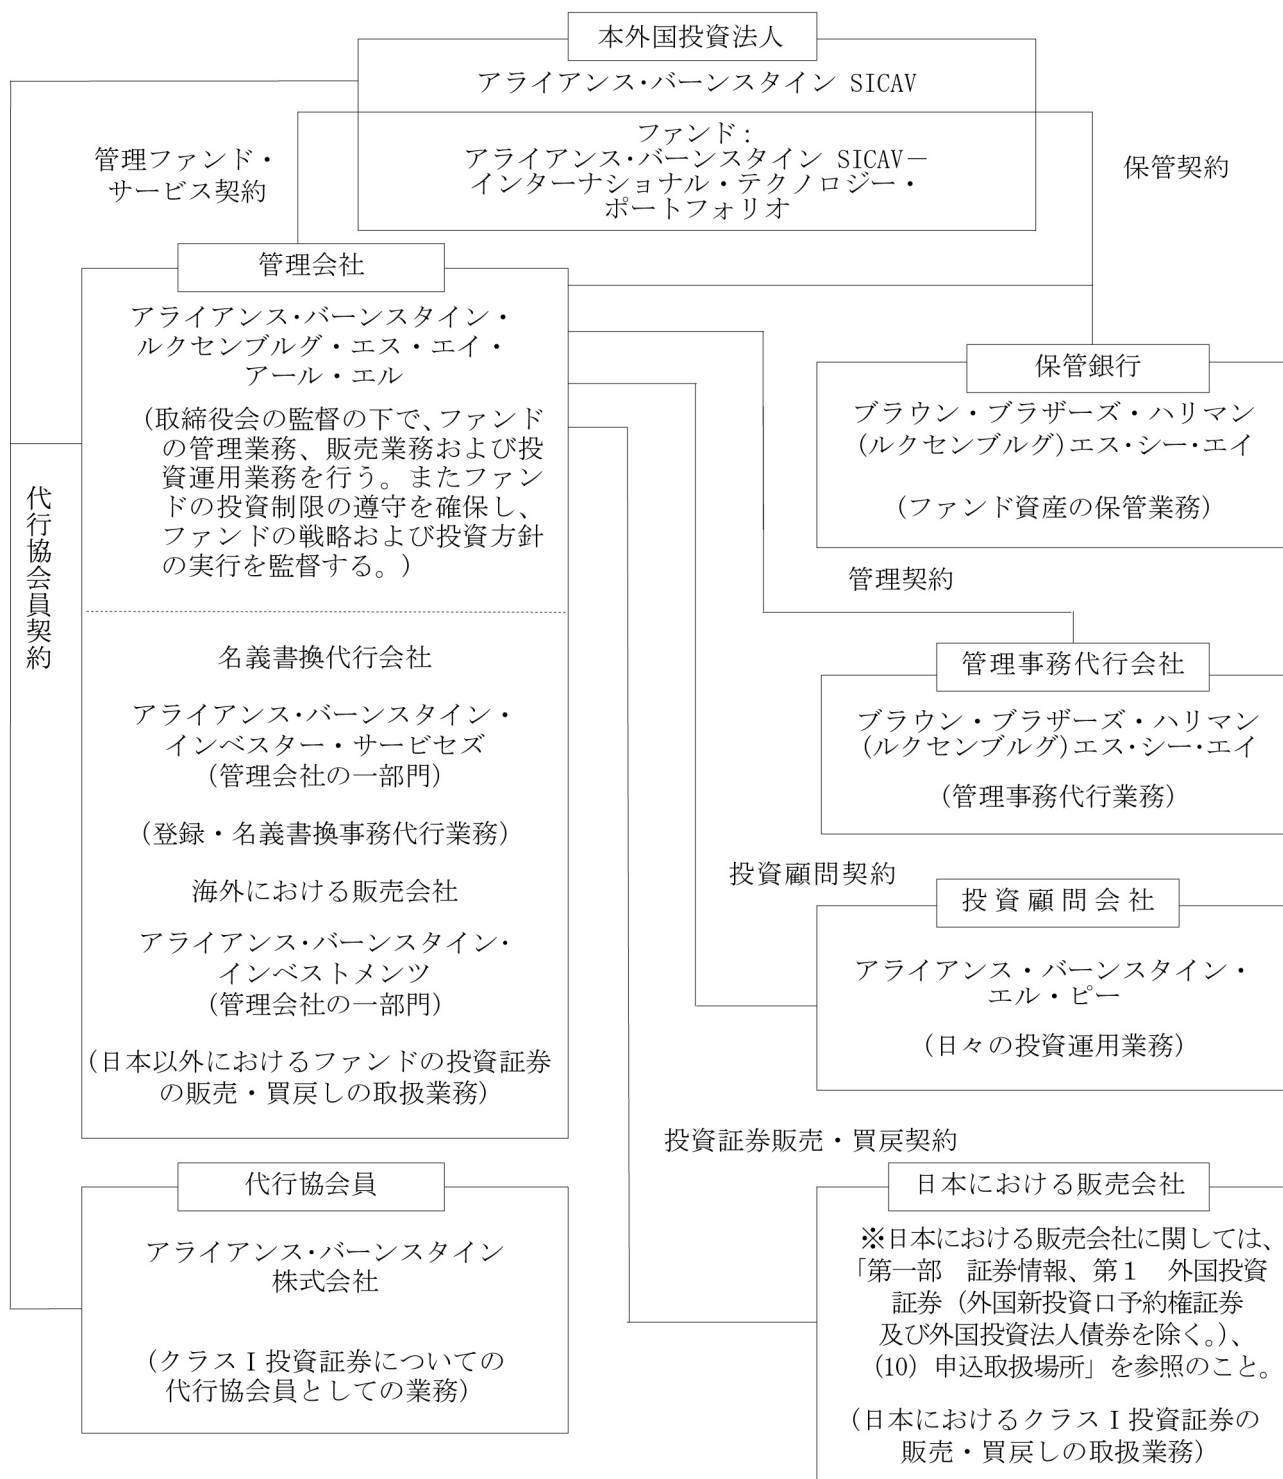 本外国投資法人
アライアンス・バーンスタイン SICAV
ファンド：
アライアンス・バーンスタイン SICAV－
インターナショナル・テクノロジー・
ポートフォリオ
管理ファンド・
サービス契約
保管契約
管理会社
アライアンス・バーンスタイン・
ルクセンブルグ・エス・エイ・
アール・エル
（取締役会の監督の下で、ファンド
の管理業務、販売業務および投
資運用業務を行う。またファン
ドの投資制限の遵守を確保し、
ファンドの戦略および投資方針
の実行を監督する。）
名義書換代行会社
アライアンス・バーンスタイン・
インベスター・サービセズ
（管理会社の一部門）
（登録・名義書換事務代行業務）
海外における販売会社
アライアンス・バーンスタイン・
インベストメンツ
（管理会社の一部門）
（日本以外におけるファンドの投資証券
の販売・買戻しの取扱業務）
代行協会員契約
保管銀行
ブラウン・ブラザーズ・ハリマン
(ルクセンブルグ)エス・シー・エイ
（ファンド資産の保管業務）
管理契約
管理事務代行会社
ブラウン・ブラザーズ・ハリマン
(ルクセンブルグ)エス・シー・エイ
（管理事務代行業務）
投資顧問契約
投資顧問会社
アライアンス・バーンスタイン・
エル・ピー
（日々の投資運用業務）
投資証券販売・買戻契約
代行協会員
アライアンス・バーンスタイン
株式会社
（クラスＩ投資証券についての
代行協会員としての業務）
日本における販売会社
※日本における販売会社に関しては、
「第一部　証券情報、第１　外国投資
証券（外国新投資口予約権証券
及び外国投資法人債券を除く。）、
（10）申込取扱場所」を参照のこと。
（日本におけるクラスＩ投資証券の
販売・買戻しの取扱業務）